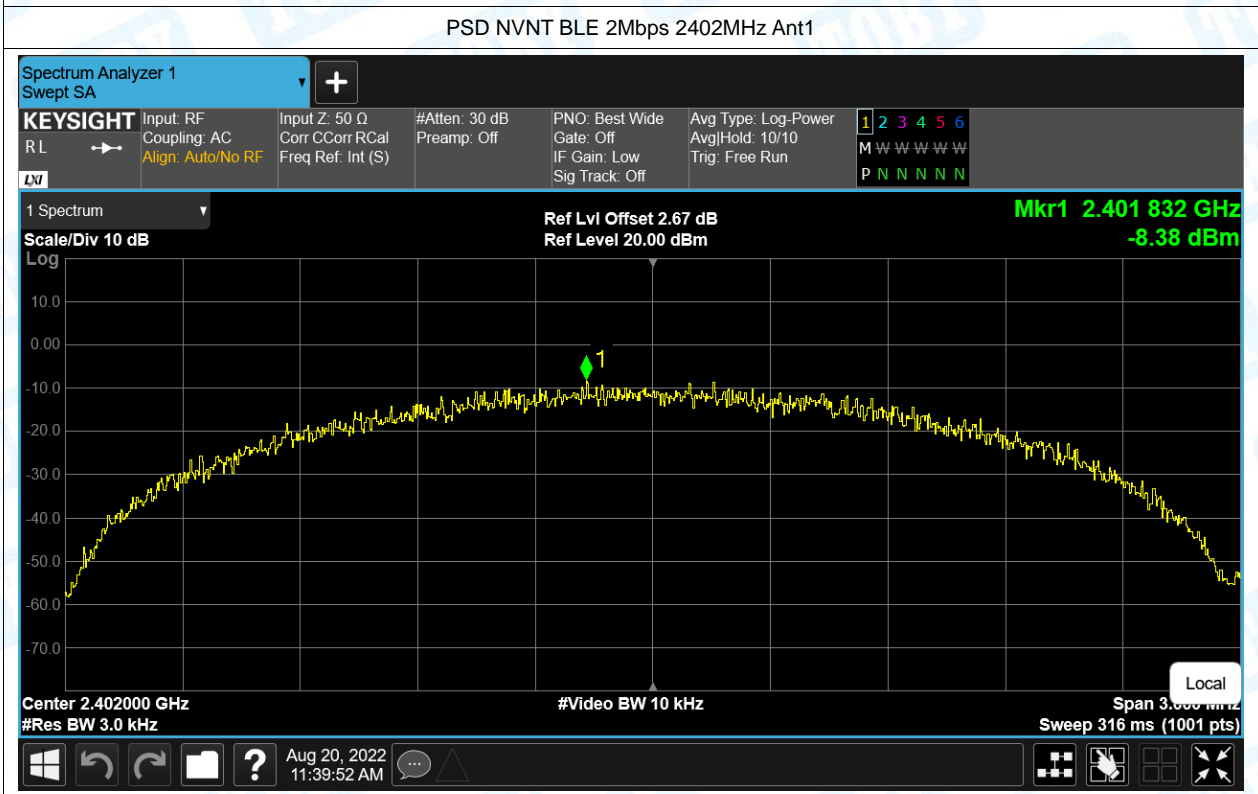 PSD NVNT BLE 2Mbps 2402MHz Ant1
Spectrum Analyzer 1
Swept SA
KEYSIGHT
R L
LXI
Input: RF
Coupling: AC
Align: Auto/No RF
Input Z: 50 Ω
Corr CCorr RCal
Freq Ref: Int (S)
#Atten: 30 dB
Preamp: Off
PNO: Best Wide
Gate: Off
IF Gain: Low
Sig Track: Off
Avg Type: Log-Power
Avg|Hold: 10/10
Trig: Free Run
1 2 3 4 5 6
M W W W W W
P N N N N N
1 Spectrum
Scale/Div 10 dB
Ref Lvl Offset 2.67 dB
Ref Level 20.00 dBm
Mkr1 2.401 832 GHz
-8.38 dBm
Log
10.0
0.00
-10.0
-20.0
-30.0
-40.0
-50.0
-60.0
-70.0
1
Center 2.402000 GHz
#Res BW 3.0 kHz
#Video BW 10 kHz
Local
Span 3.000 MHz
Sweep 316 ms (1001 pts)
?
Aug 20, 2022
11:39:52 AM